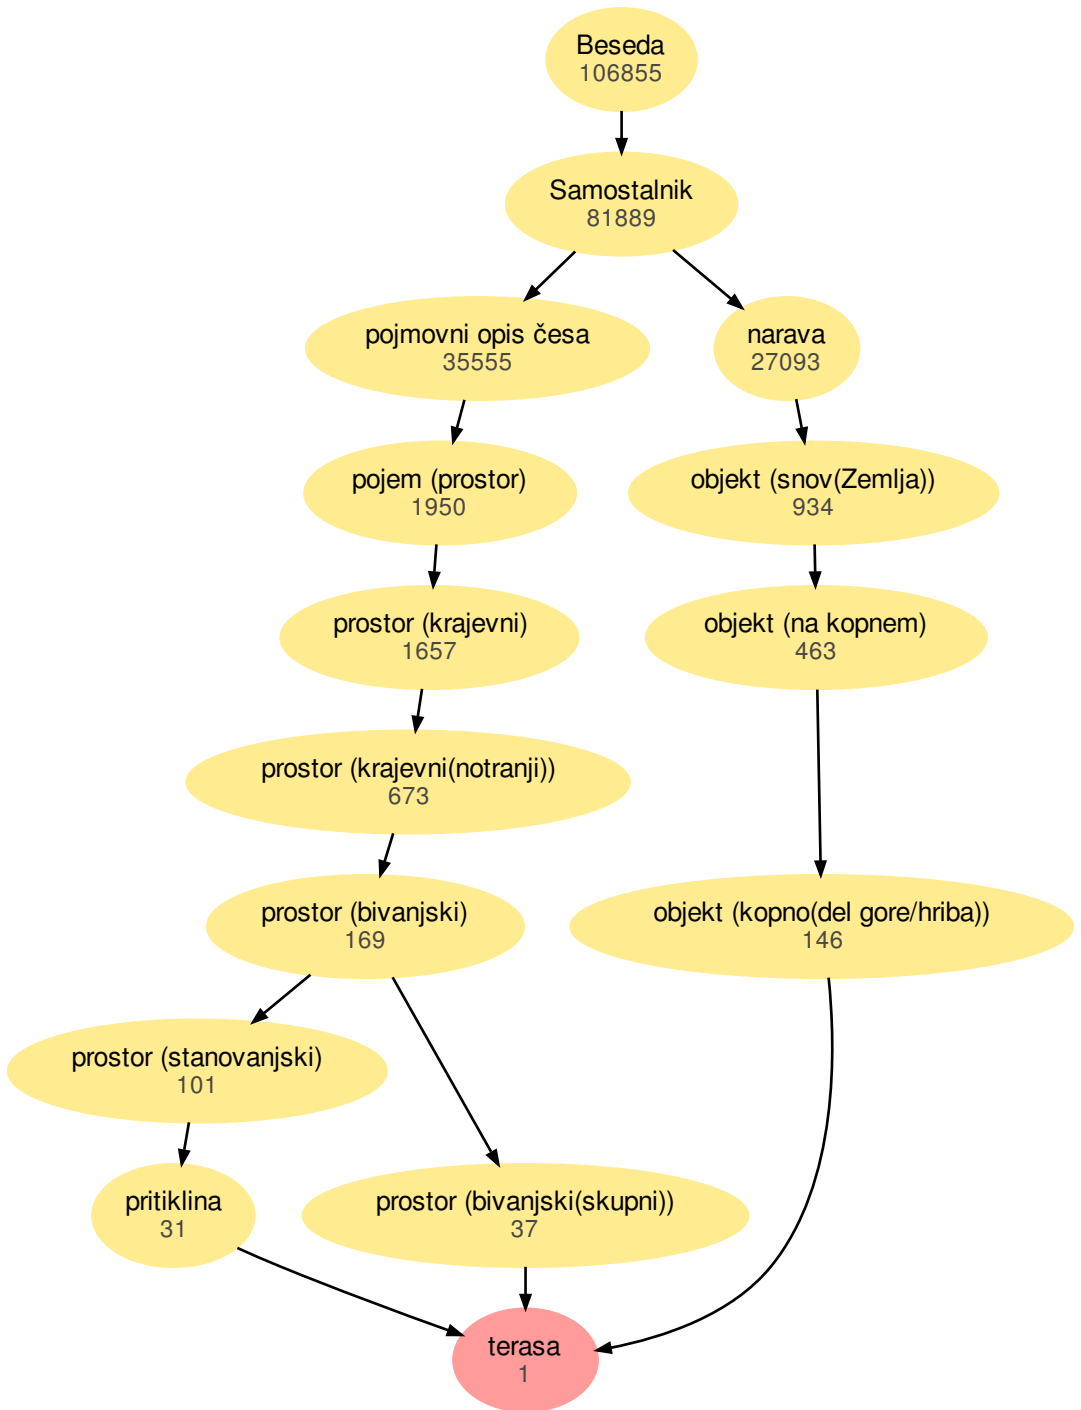 Beseda
106855
Samostalnik
81889
pojmovni opis česa
35555
narava
27093
pojem (prostor)
1950
objekt (snov(Zemlja))
934
prostor (krajevni)
1657
objekt (na kopnem)
463
prostor (krajevni(notranji))
673
prostor (bivanjski)
169
objekt (kopno(del gore/hriba))
146
prostor (stanovanjski)
101
pritiklina
31
prostor (bivanjski(skupni))
37
terasa
1